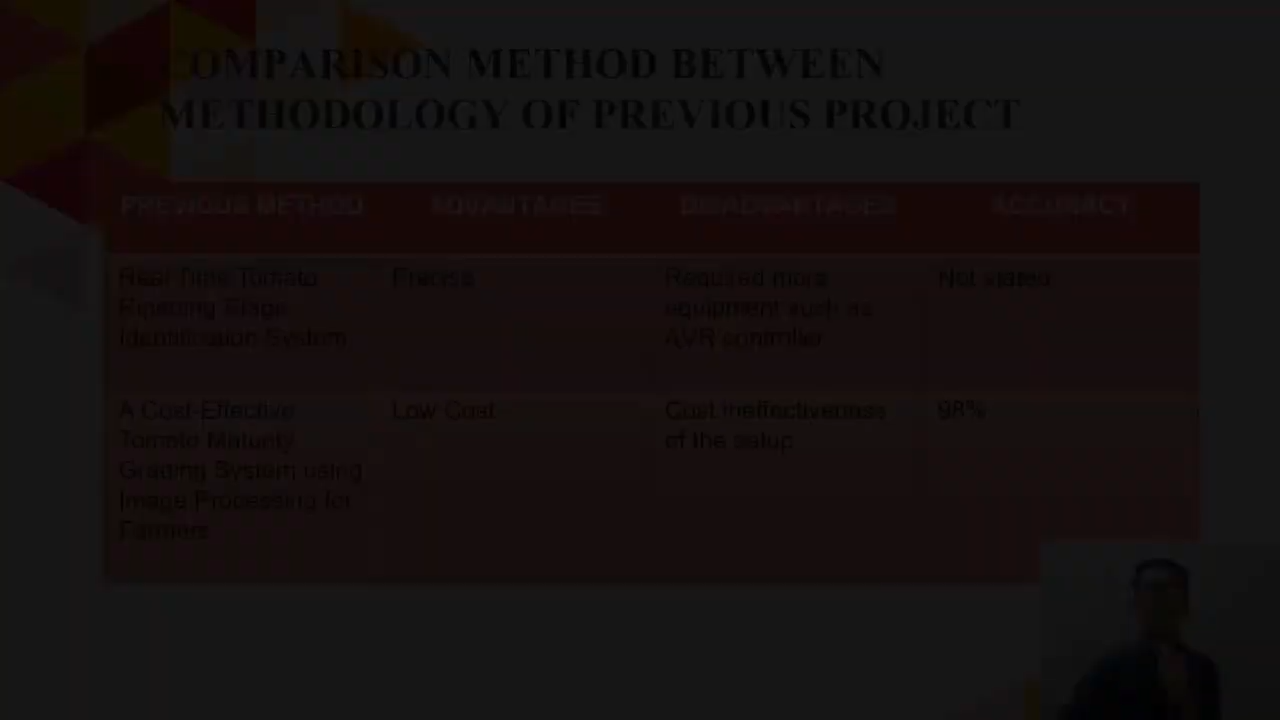 COMPARISON METHOD BETWEEN
METHODOLOGY OF PREVIOUS PROJECT
PREVIOUS METHOD ADVANTAGES DISADVANTAGES ACCURACY
Real-Time Tomato
Ripening Stage
Identification System
Precise
Required more
equipment such as
AVR controller
Not stated
A Cost-Effective
Tomato Maturity
Grading System using
Image Processing for
Farmers
Low Cost
Cost ineffectiveness
of the setup
98%